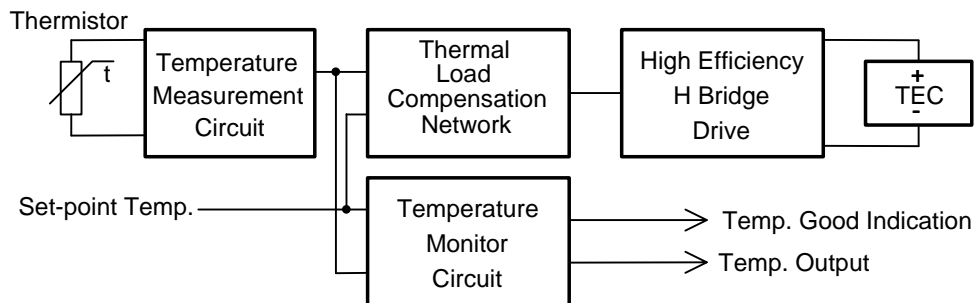 Thermistor
t
Temperature
Measurement
Circuit
Thermal
Load
Compensation
Network
High Efficiency
H Bridge
Drive
+
TEC
-
Set-point Temp.
Temperature
Monitor
Circuit
Temp. Good Indication
Temp. Output